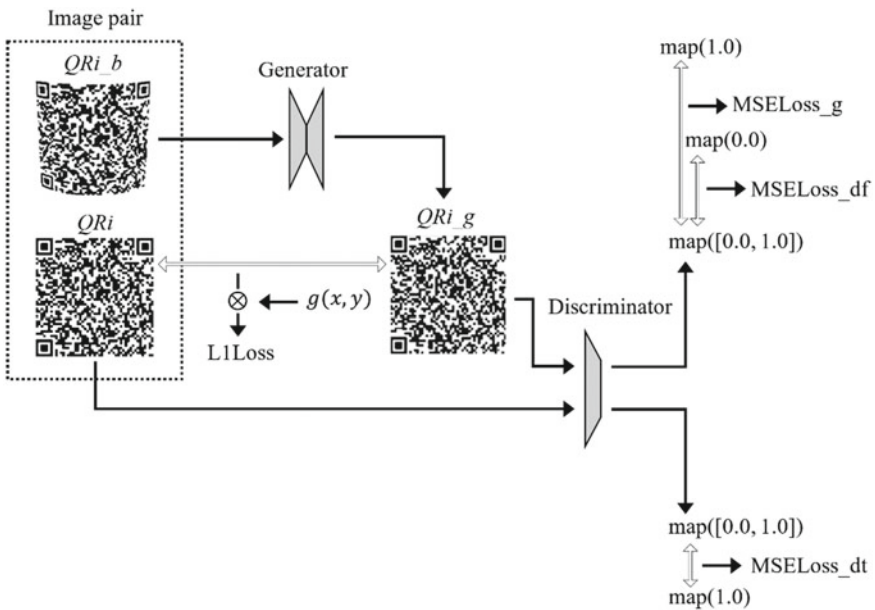 Image pair
QRi_b
Generator
map(1.0)
MSELoss_g
map(0.0)
MSELoss_df
QRi
QRi_g
map([0.0, 1.0])
g(x, y)
Discriminator
L1Loss
map([0.0, 1.0])
MSELoss_dt
map(1.0)